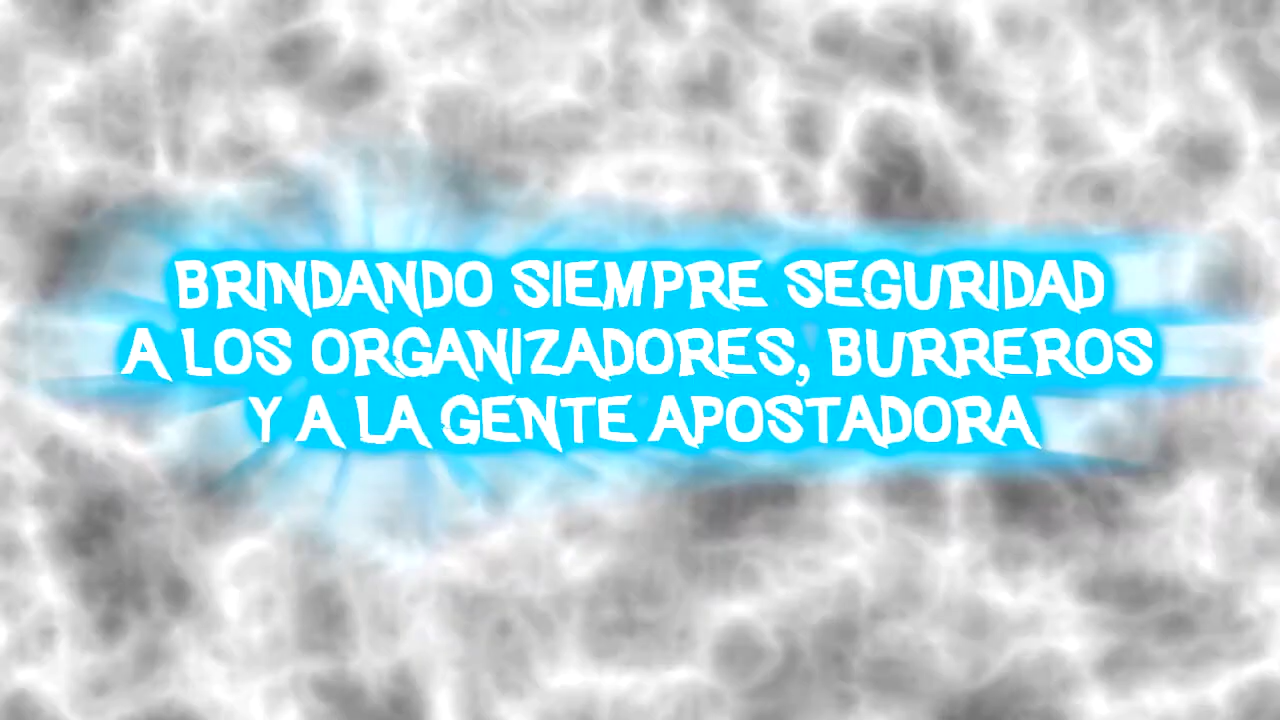 BRINDANDO SIEMPRE SEGURIDAD
A LOS ORGANIZADORES, BURREROS
Y A LA GENTE APOSTADORA